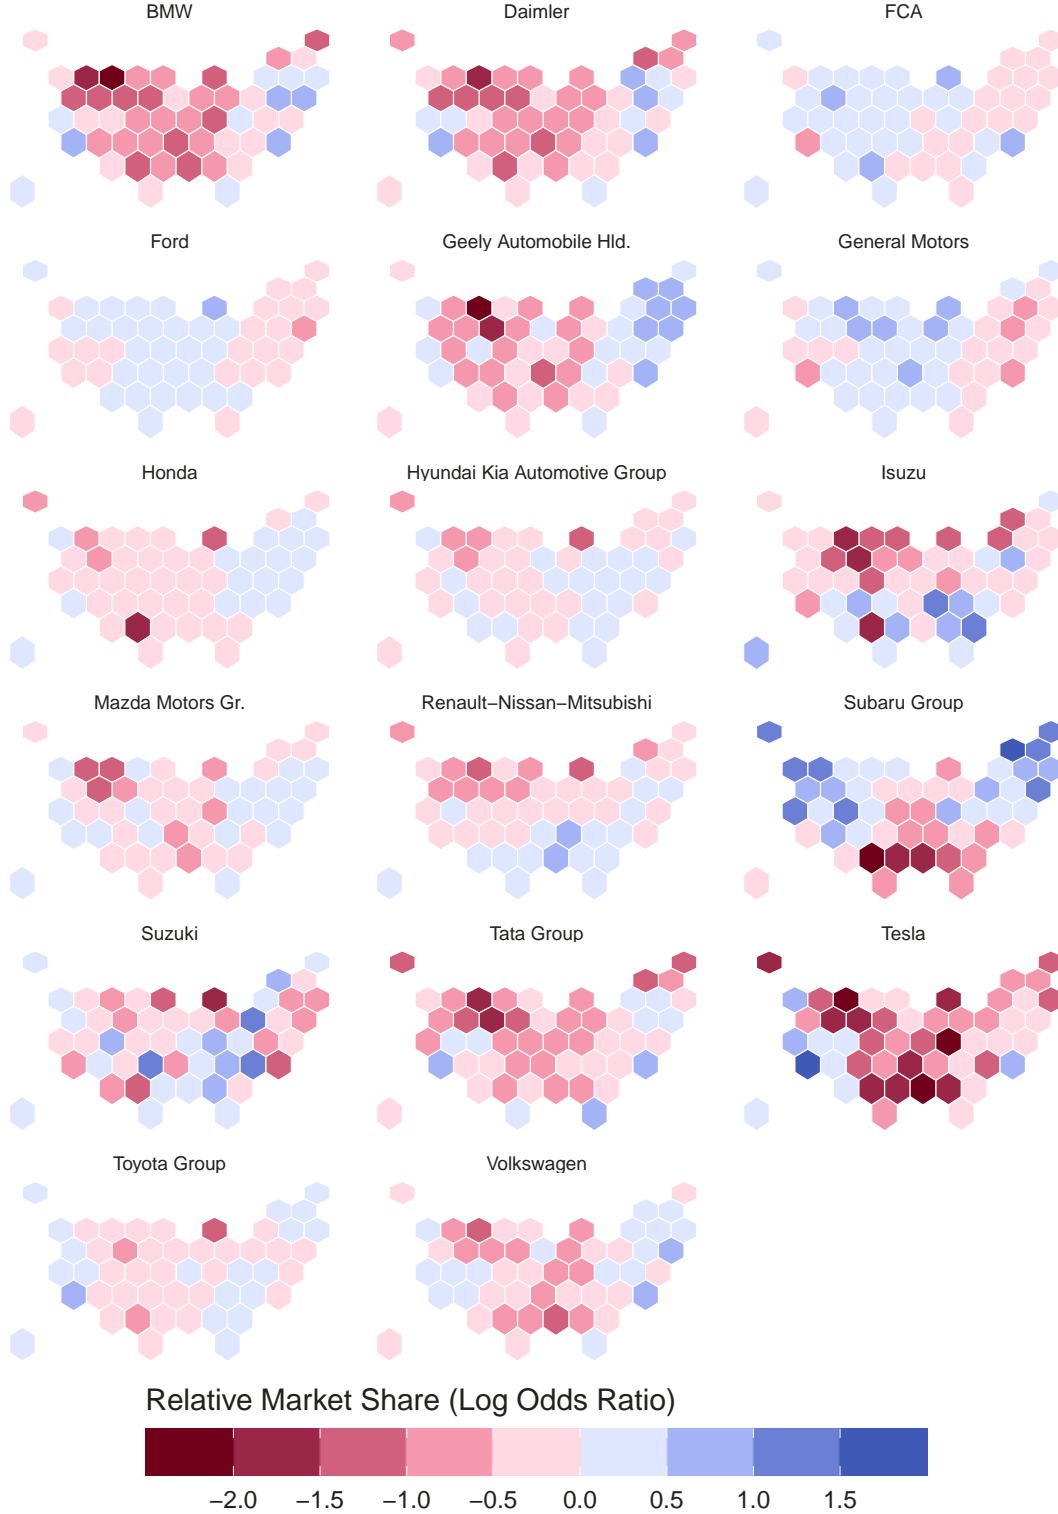 BMW Daimler FCA
Ford Geely Automobile Hld. General Motors
Honda Hyundai Kia Automotive Group Isuzu
Mazda Motors Gr. Renault−Nissan−Mitsubishi Subaru Group
Suzuki Tata Group Tesla
Toyota Group Volkswagen
Relative Market Share (Log Odds Ratio)
−2.0 −1.5 −1.0 −0.5 0.0 0.5 1.0 1.5